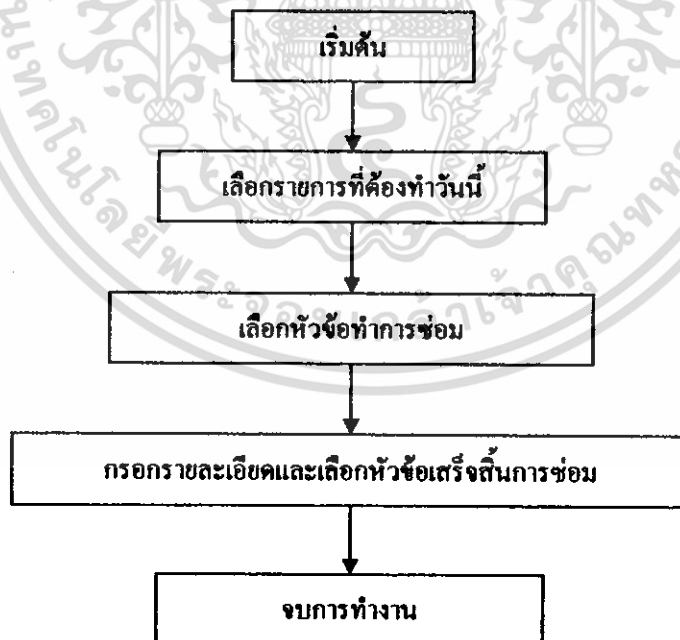 เริ่มต้น
เลือกรายการที่ต้องทำวันนี้
เลือกหัวข้อทำการซ่อม
กรอกรายละเอียดและเลือกหัวข้อเสร็จสิ้นการซ่อม
จบการทำงาน